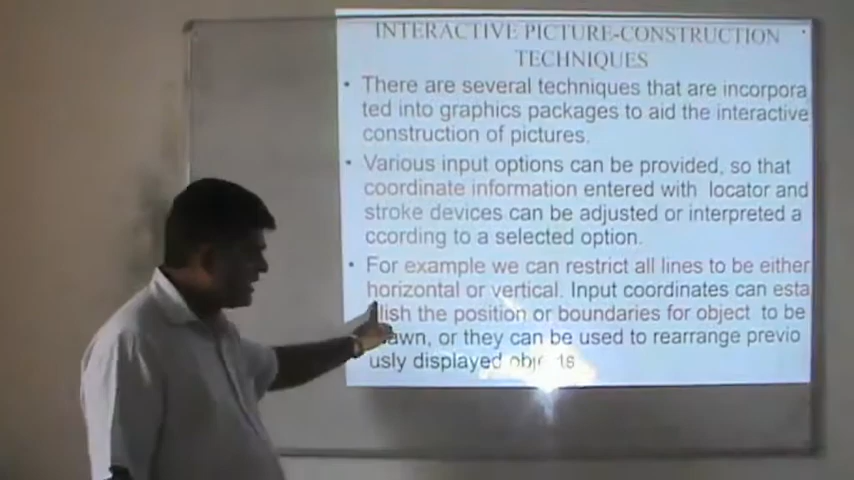 INTERACTIVE PICTURE-CONSTRUCTION
TECHNIQUES
• There are several techniques that are incorpora
ted into graphics packages to aid the interactive
construction of pictures.
• Various input options can be provided, so that
coordinate information entered with locator and
stroke devices can be adjusted or interpreted a
ccording to a selected option.
• For example we can restrict all lines to be either
horizontal or vertical. Input coordinates can esta
lish the position or boundaries for object to be
awn, or they can be used to rearrange previo
usly displayed